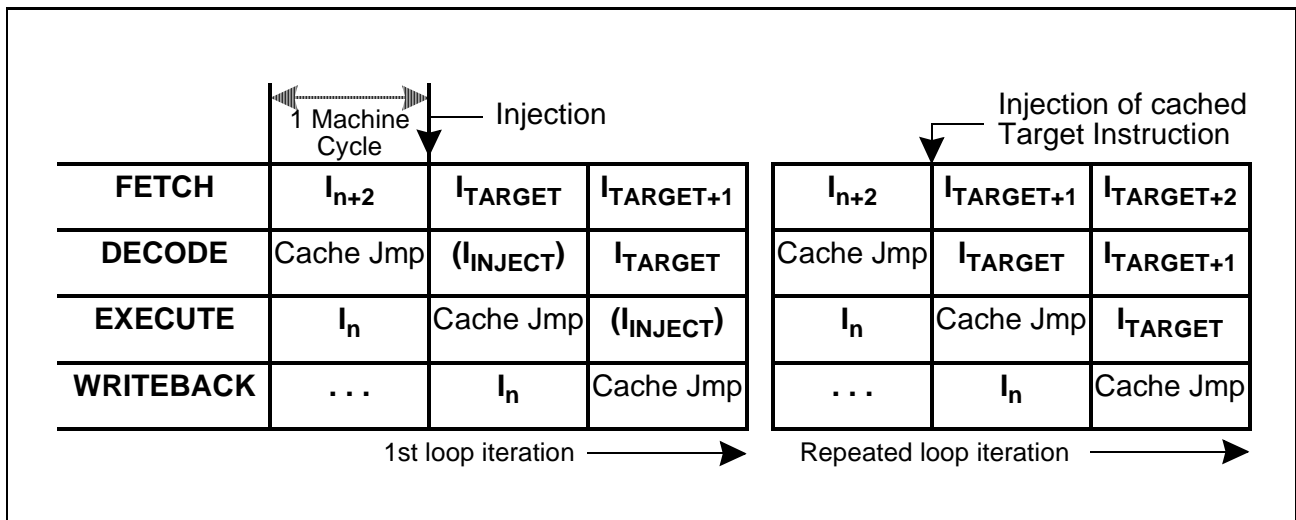 1 Machine
Cycle
Injection
Injection of cached
Target Instruction
FETCH In+2 ITARGET ITARGET+1 In+2 ITARGET+1 ITARGET+2
DECODE Cache Jmp (IINJECT) ITARGET Cache Jmp ITARGET ITARGET+1
EXECUTE In Cache Jmp (IINJECT) In Cache Jmp ITARGET
WRITEBACK . . . In Cache Jmp . . . In Cache Jmp
1st loop iteration
Repeated loop iteration